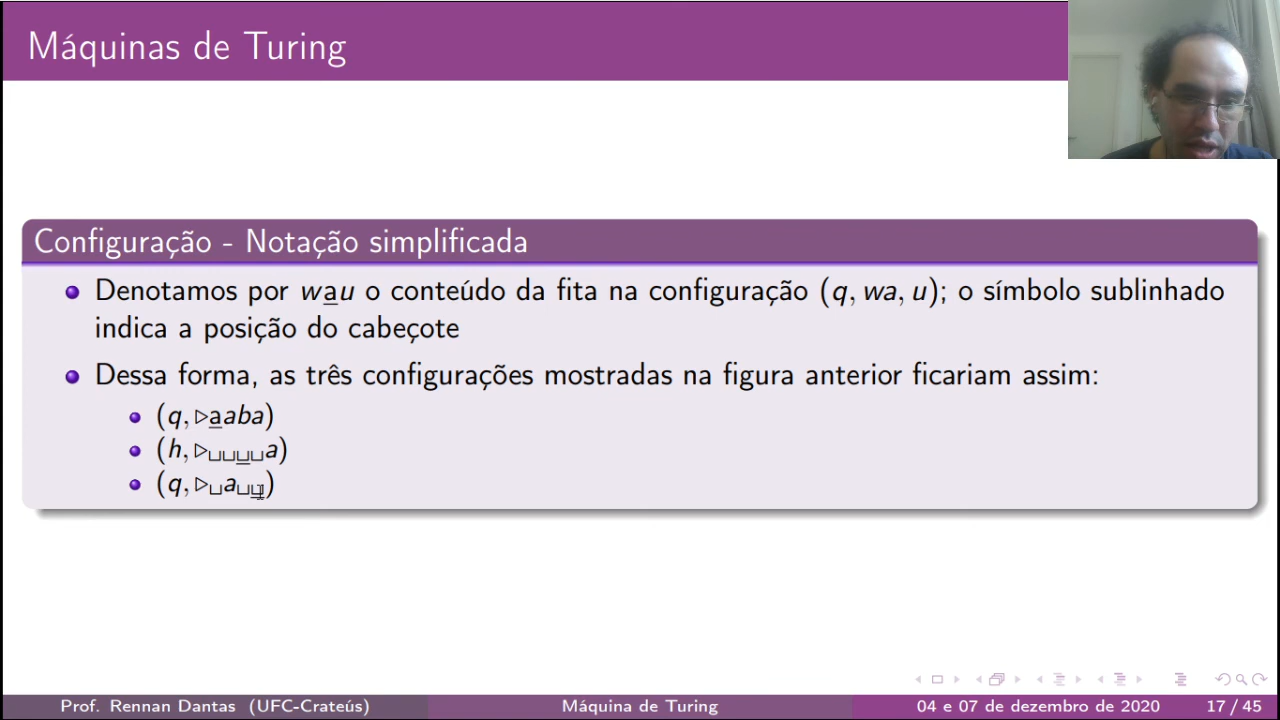 Máquinas de Turing
Configuração - Notação simplificada
Denotamos por wa̲u o conteúdo da fita na configuração (q, wa, u); o símbolo sublinhado
indica a posição do cabeçote
Dessa forma, as três configurações mostradas na figura anterior ficariam assim:
(q, ▷a̲aba)
(h, ▷⊔⊔⊔̲⊔a)
(q, ▷⊔a⊔⊔̲)
Prof. Rennan Dantas (UFC-Crateús) Máquina de Turing 04 e 07 de dezembro de 2020 17 / 45